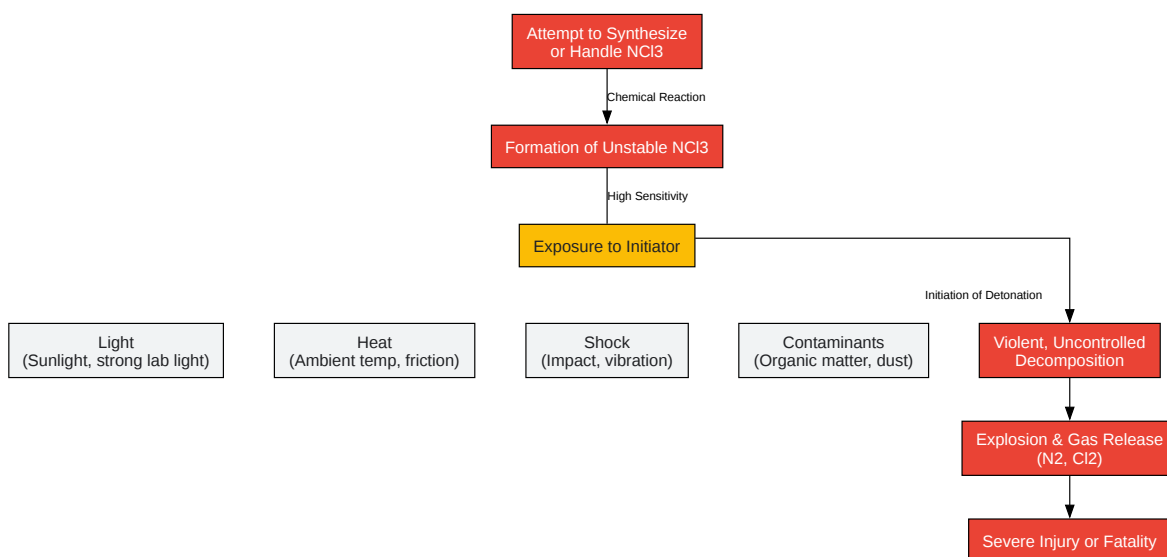 Attempt to Synthesize
or Handle NCl3
Chemical Reaction
Formation of Unstable NCl3
High Sensitivity
Exposure to Initiator
Initiation of Detonation
Light
(Sunlight, strong lab light)
Heat
(Ambient temp, friction)
Shock
(Impact, vibration)
Contaminants
(Organic matter, dust)
Violent, Uncontrolled
Decomposition
Explosion & Gas Release
(N2, Cl2)
Severe Injury or Fatality